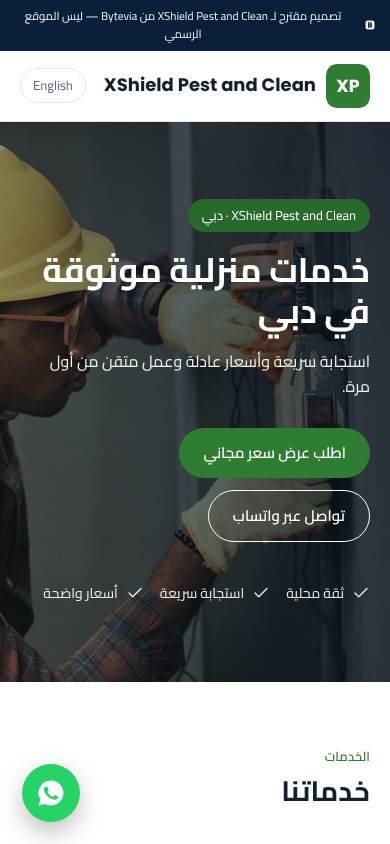 تصميم مقترح لـ XShield Pest and Clean من Bytevia — ليس الموقع
الرسمي
XP
XShield Pest and Clean
English
XShield Pest and Clean · دبي
خدمات منزلية موثوقة
في دبي
استجابة سريعة وأسعار عادلة وعمل متقن من أول
مرة.
اطلب عرض سعر مجاني
تواصل عبر واتساب
ثقة محلية استجابة سريعة أسعار واضحة
الخدمات
خدماتنا